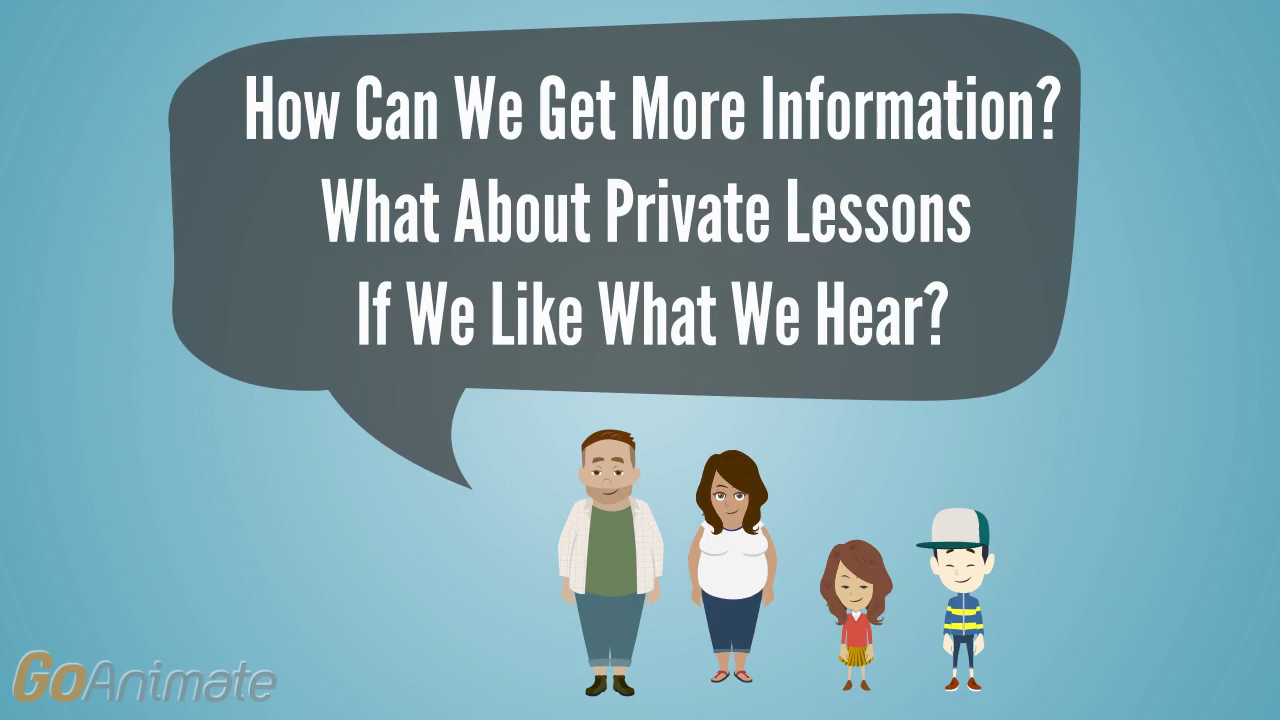 How Can We Get More Information?
What About Private Lessons
If We Like What We Hear?
GoAnimate